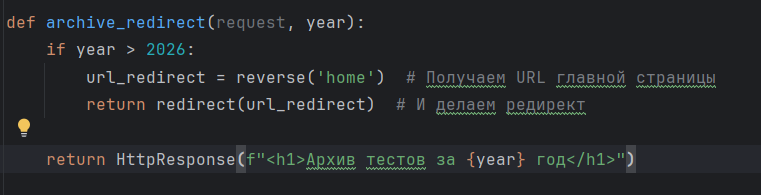 def archive_redirect(request, year):
    if year > 2026:
        url_redirect = reverse('home')  # Получаем URL главной страницы
        return redirect(url_redirect)  # И делаем редирект
    return HttpResponse(f"<h1>Архив тестов за {year} год</h1>")